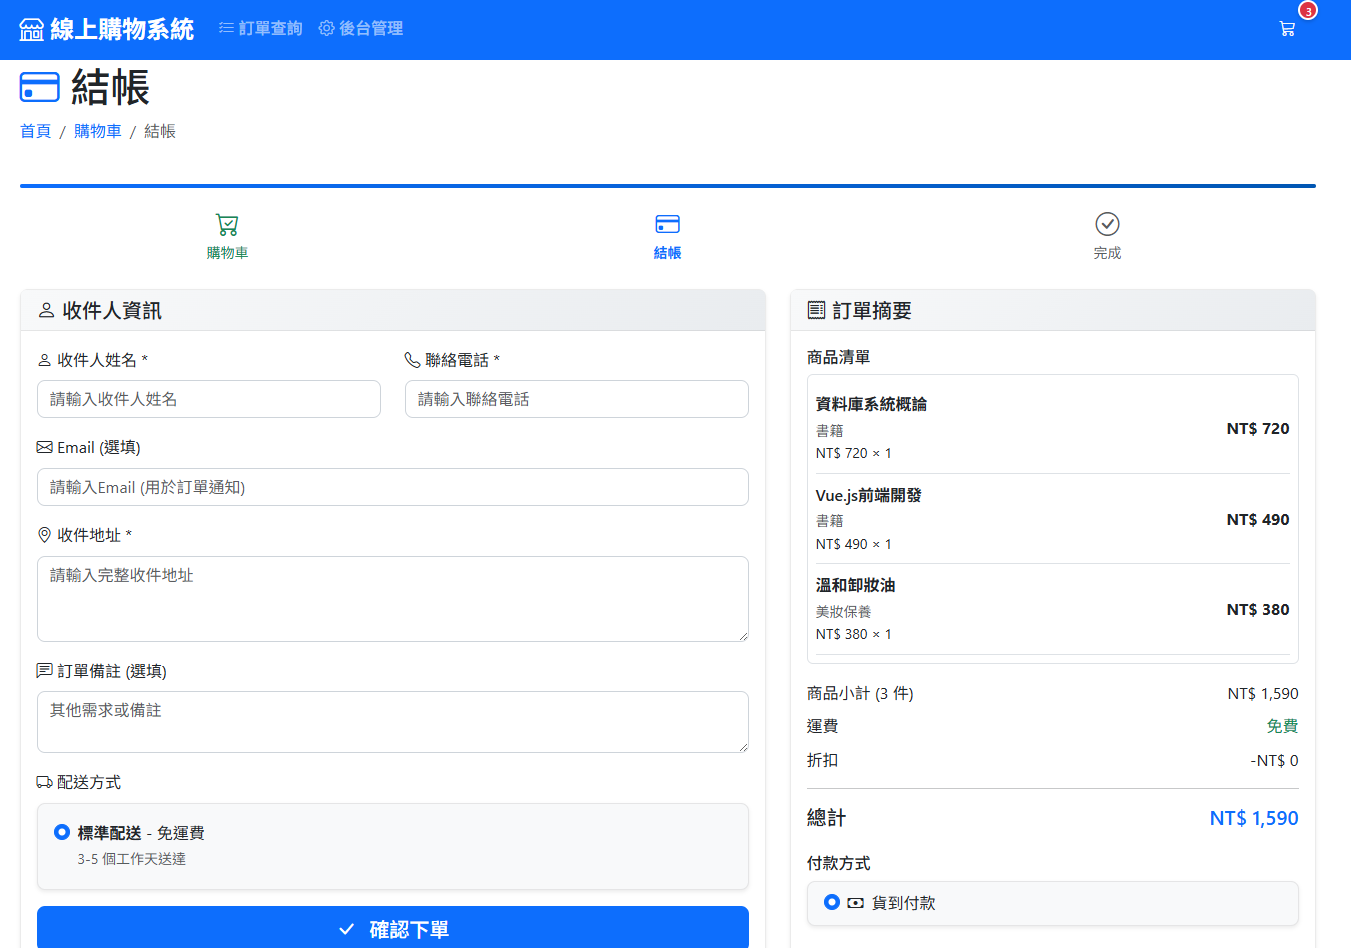 線上購物系統 訂單查詢 後台管理 3
結帳
首頁 / 購物車 / 結帳
購物車 結帳 完成
收件人資訊
收件人姓名 * 聯絡電話 *
請輸入收件人姓名 請輸入聯絡電話
Email (選填)
請輸入Email (用於訂單通知)
收件地址 *
請輸入完整收件地址
訂單備註 (選填)
其他需求或備註
配送方式
標準配送 - 免運費
3-5 個工作天送達
確認下單
訂單摘要
商品清單
資料庫系統概論
書籍
NT$ 720 × 1
NT$ 720
Vue.js前端開發
書籍
NT$ 490 × 1
NT$ 490
溫和卸妝油
美妝保養
NT$ 380 × 1
NT$ 380
商品小計 (3 件) NT$ 1,590
運費 免費
折扣 -NT$ 0
總計 NT$ 1,590
付款方式
貨到付款